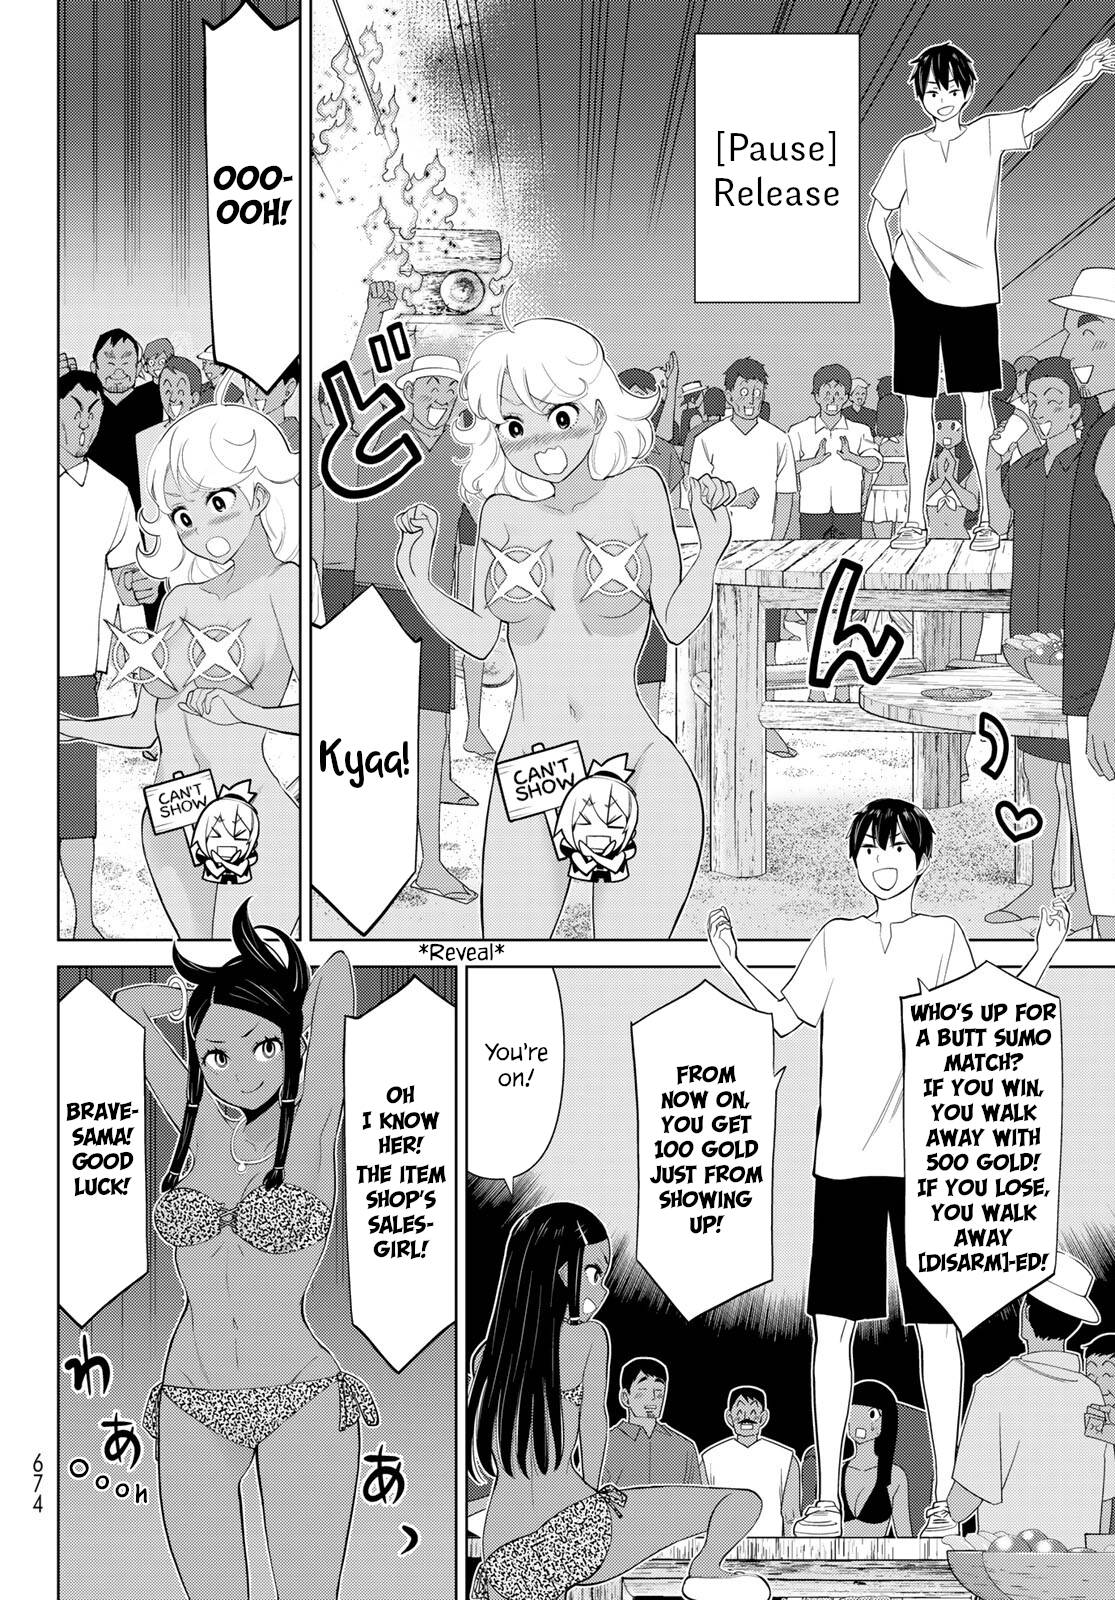 [Pause]
Release
どん
CAN'T
SHOW
Kyaa!
OOO-
OOH!
CAN'T
SHOW
*Reveal*
WHO'S UP FOR
A BUTT SUMO
MATCH?
IF YOU WIN,
YOU WALK
AWAY WITH
500 GOLD!
IF YOU LOSE,
YOU WALK
AWAY
[DISARM]-ED!
FROM
NOW ON,
YOU GET
100 GOLD
JUST FROM
SHOWING
UP!
You're
on!
OH
I KNOW
HER!
THE ITEM
SHOP'S
SALES-
GIRL!
BRAVE-
SAMA!
GOOD
LUCK!
わあ
あっ
Oooh
674